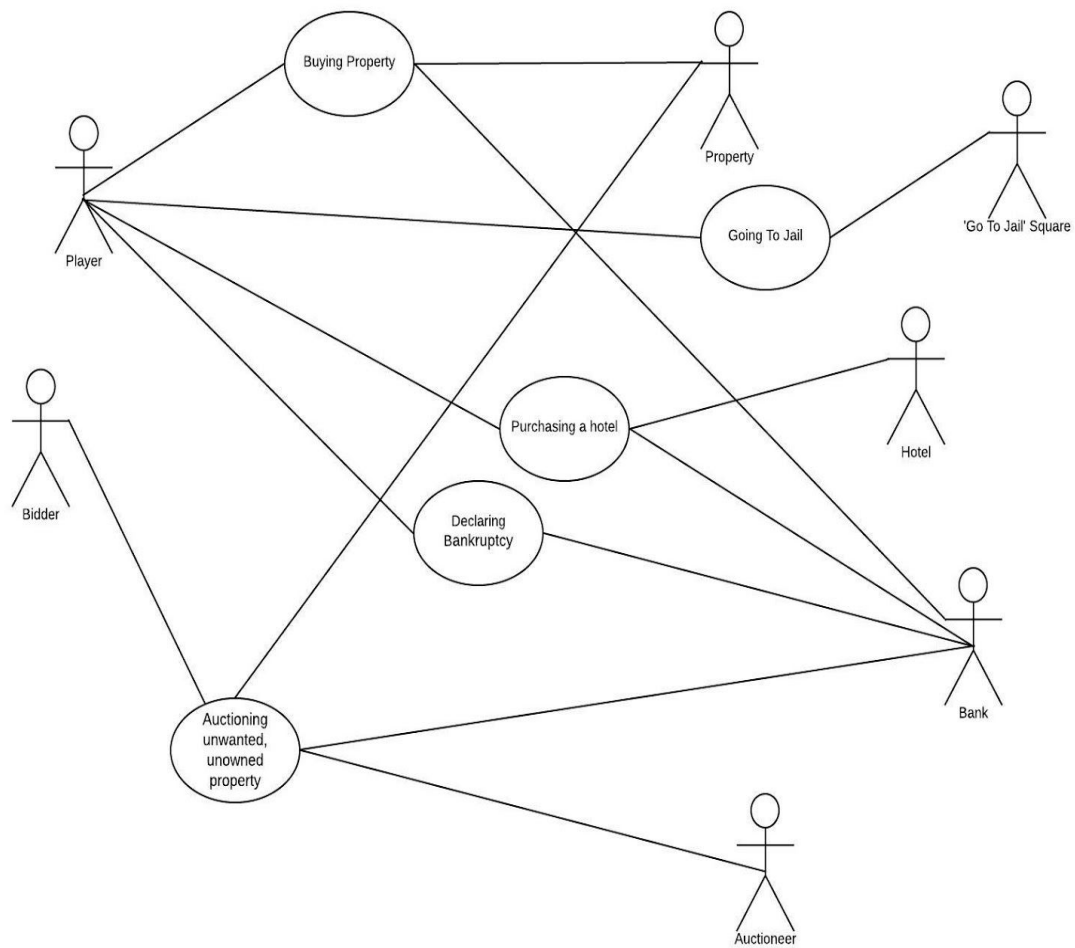 Buying Property
Property
'Go To Jail' Square
Going To Jail
Player
Purchasing a hotel
Hotel
Bidder
Declaring
Bankruptcy
Bank
Auctioning
unwanted,
unowned
property
Auctioneer